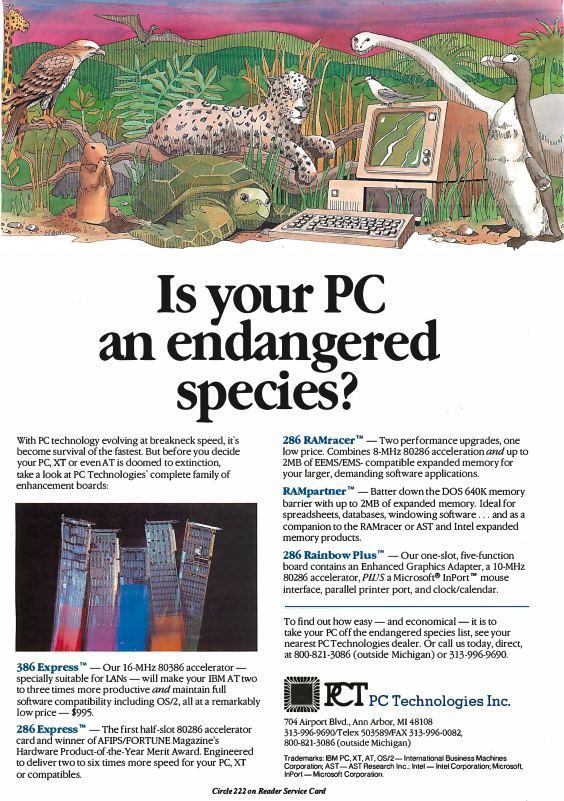 Is your PC
an endangered
species?
With PC technology evolving at breakneck speed, it's
become survival of the fastest. But before you decide
your PC, XT or even AT is doomed to extinction,
take a look at PC Technologies' complete family of
enhancement boards:
386 Express™ — Our 16-MHz 80386 accelerator —
specially suitable for LANs — will make your IBM AT two
to three times more productive and maintain full
software compatibility including OS/2, all at a remarkably
low price — $995.
286 Express™ — The first half-slot 80286 accelerator
card and winner of AFIPS/FORTUNE Magazine's
Hardware Product-of-the-Year Merit Award. Engineered
to deliver two to six times more speed for your PC, XT
or compatibles.
286 RAMracer™ — Two performance upgrades, one
low price. Combines 8-MHz 80286 acceleration and up to
2MB of EEMS/EMS- compatible expanded memory for
your larger, demanding software applications.
RAMpartner™ — Batter down the DOS 640K memory
barrier with up to 2MB of expanded memory. Ideal for
spreadsheets, databases, windowing software . . . and as a
companion to the RAMracer or AST and Intel expanded
memory products.
286 Rainbow Plus™ — Our one-slot, five-function
board contains an Enhanced Graphics Adapter, a 10-MHz
80286 accelerator, PLUS a Microsoft® InPort™ mouse
interface, parallel printer port, and clock/calendar.
To find out how easy — and economical — it is to
take your PC off the endangered species list, see your
nearest PC Technologies dealer. Or call us today, direct,
at 800-821-3086 (outside Michigan) or 313-996-9690.
PCT PC Technologies Inc.
704 Airport Blvd., Ann Arbor, MI 48108
313-996-9690/Telex 503589/FAX 313-996-0082,
800-821-3086 (outside Michigan)
Trademarks: IBM PC, XT, AT, OS/2 — International Business Machines
Corporation; AST — AST Research Inc.; Intel — Intel Corporation; Microsoft,
InPort — Microsoft Corporation.
Circle 222 on Reader Service Card